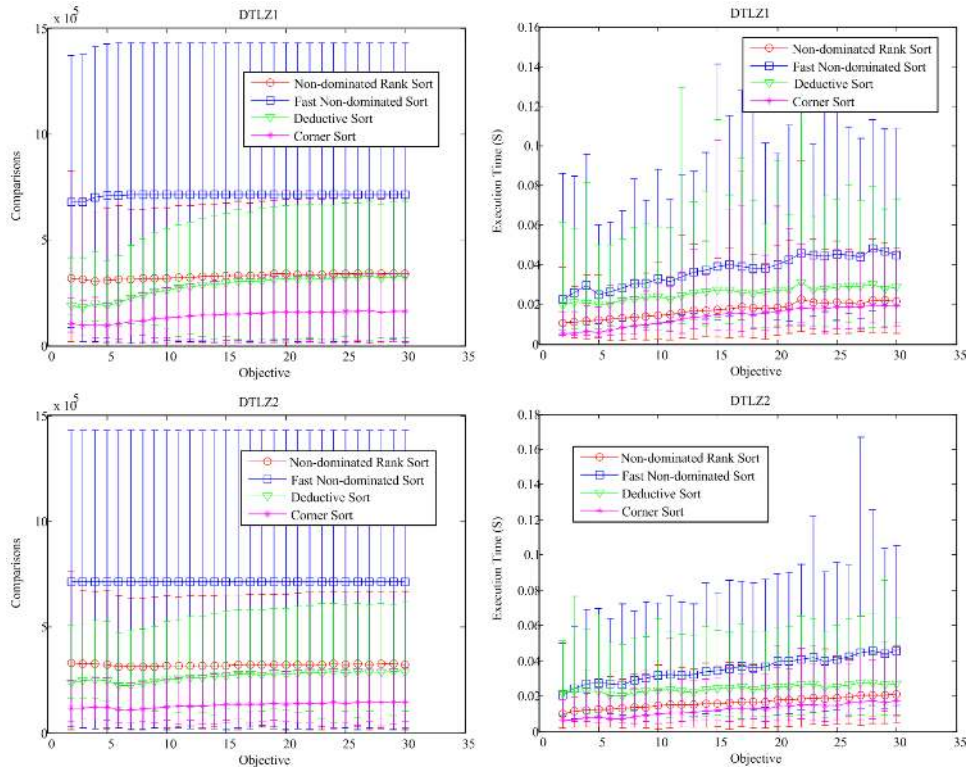 DTLZ1
x 10^5
15
10
5
0
Comparisons
Non-dominated Rank Sort
Fast Non-dominated Sort
Deductive Sort
Corner Sort
0 5 10 15 20 25 30 35
Objective
DTLZ1
0.16
0.14
0.12
0.1
0.08
0.06
0.04
0.02
0
Execution Time (S)
Non-dominated Rank Sort
Fast Non-dominated Sort
Deductive Sort
Corner Sort
0 5 10 15 20 25 30 35
Objective
DTLZ2
x 10^5
15
10
5
0
Comparisons
Non-dominated Rank Sort
Fast Non-dominated Sort
Deductive Sort
Corner Sort
0 5 10 15 20 25 30 35
Objective
DTLZ2
0.18
0.16
0.14
0.12
0.1
0.08
0.06
0.04
0.02
0
Execution Time (S)
Non-dominated Rank Sort
Fast Non-dominated Sort
Deductive Sort
Corner Sort
0 5 10 15 20 25 30 35
Objective